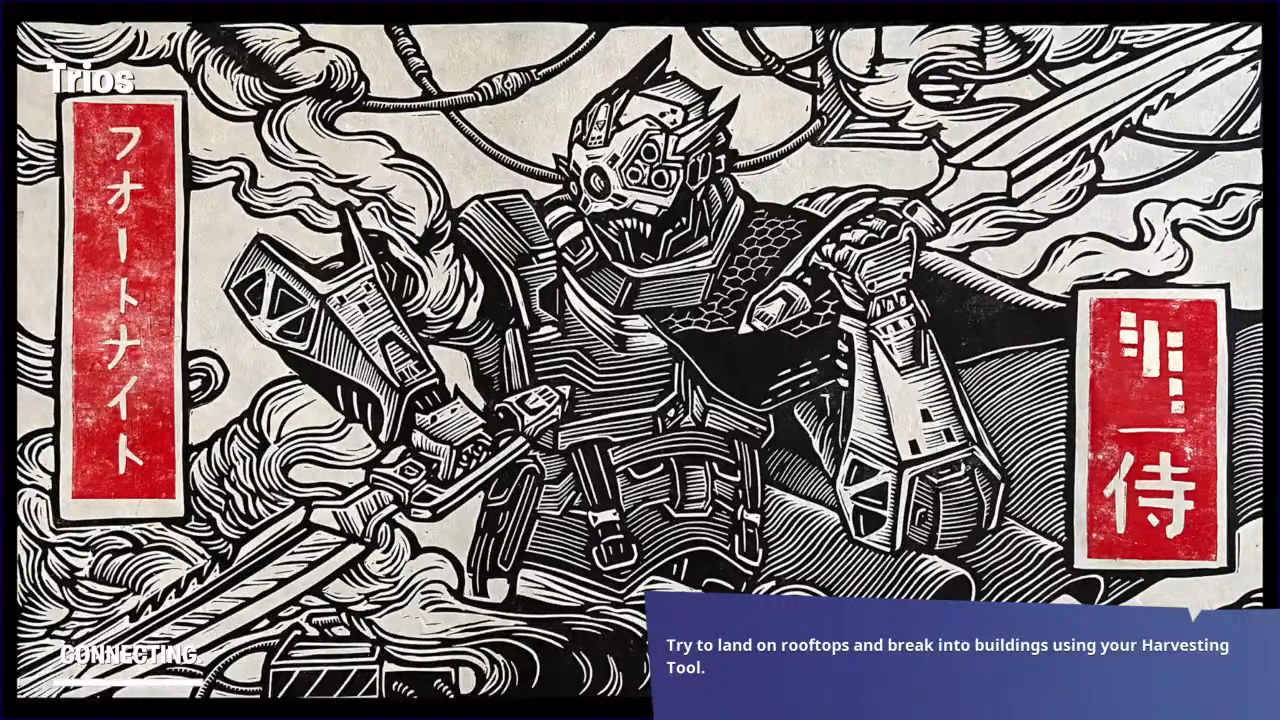 Trios
フォートナイト
侍
CONNECTING.
Try to land on rooftops and break into buildings using your Harvesting
Tool.